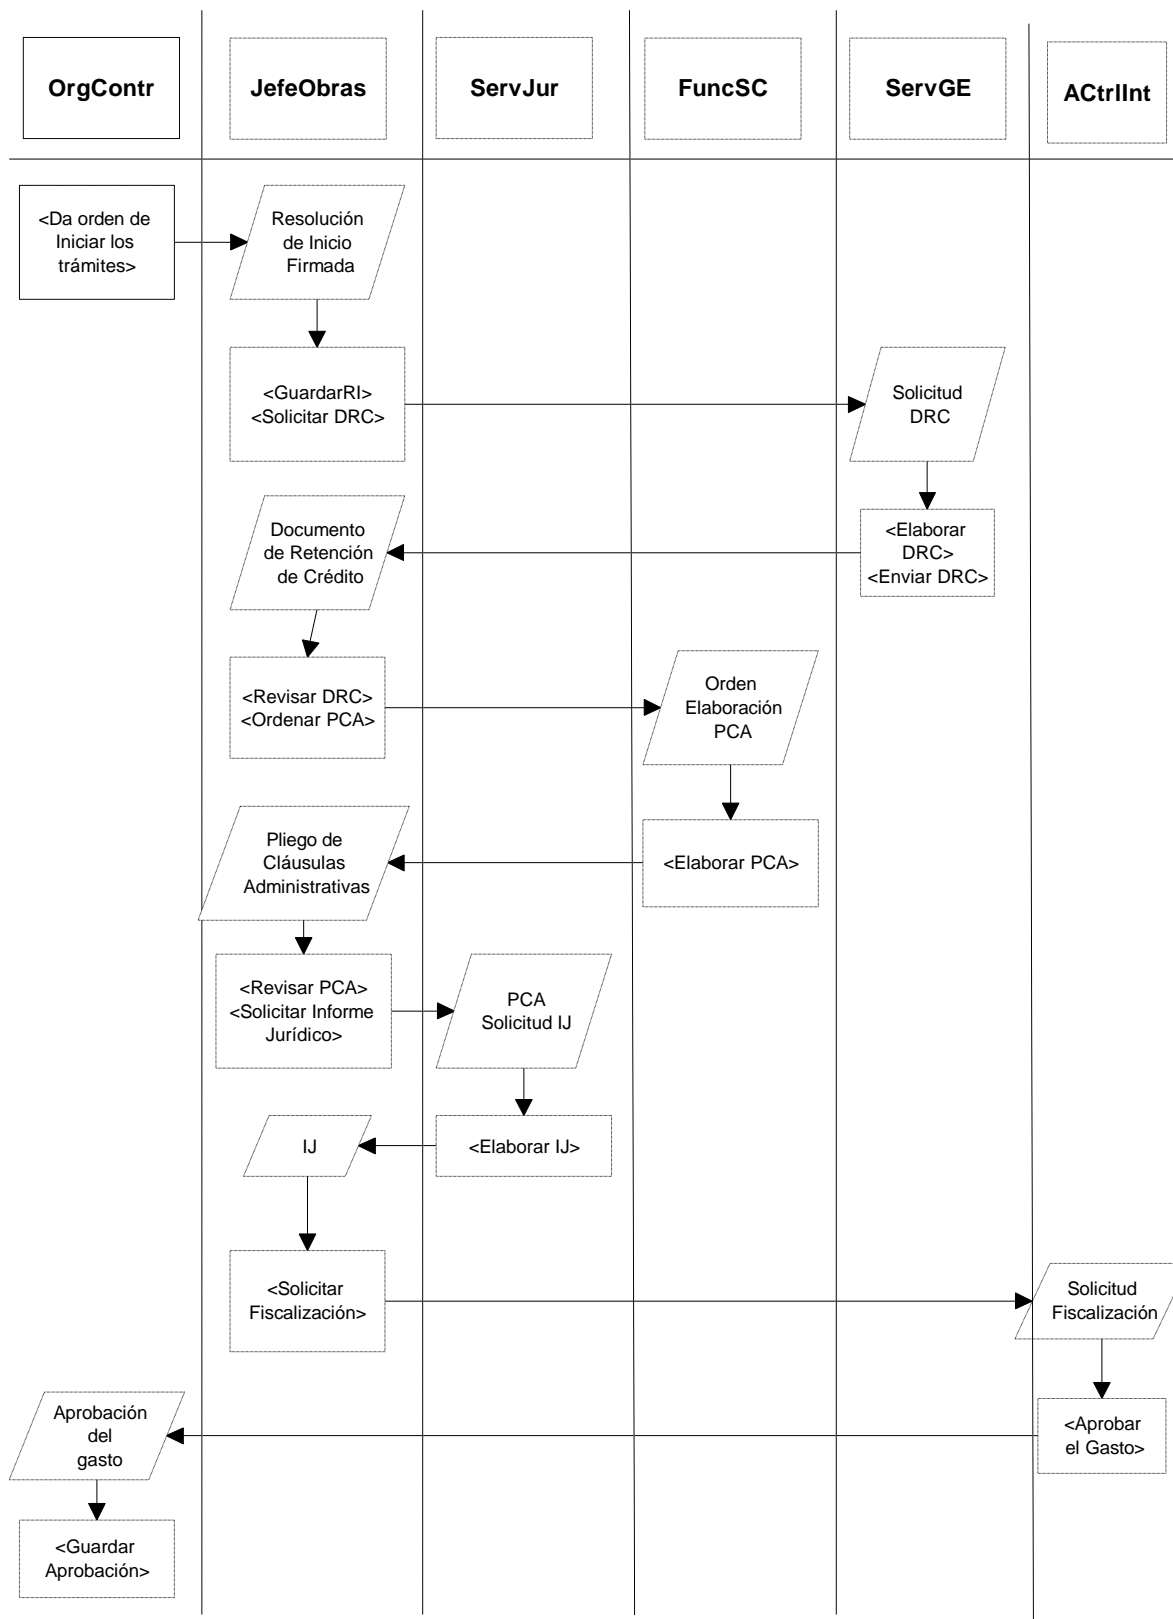 OrgContr
JefeObras
ServJur
FuncSC
ServGE
ACtrlInt
<Da orden de
Iniciar los
trámites>
Resolución
de Inicio
Firmada
<GuardarRI>
<Solicitar DRC>
Solicitud
DRC
Documento
de Retención
de Crédito
<Elaborar
DRC>
<Enviar DRC>
<Revisar DRC>
<Ordenar PCA>
Orden
Elaboración
PCA
Pliego de
Cláusulas
Administrativas
<Elaborar PCA>
<Revisar PCA>
<Solicitar Informe
Jurídico>
PCA
Solicitud IJ
IJ
<Elaborar IJ>
<Solicitar
Fiscalización>
Solicitud
Fiscalización
Aprobación
del
gasto
<Aprobar
el Gasto>
<Guardar
Aprobación>